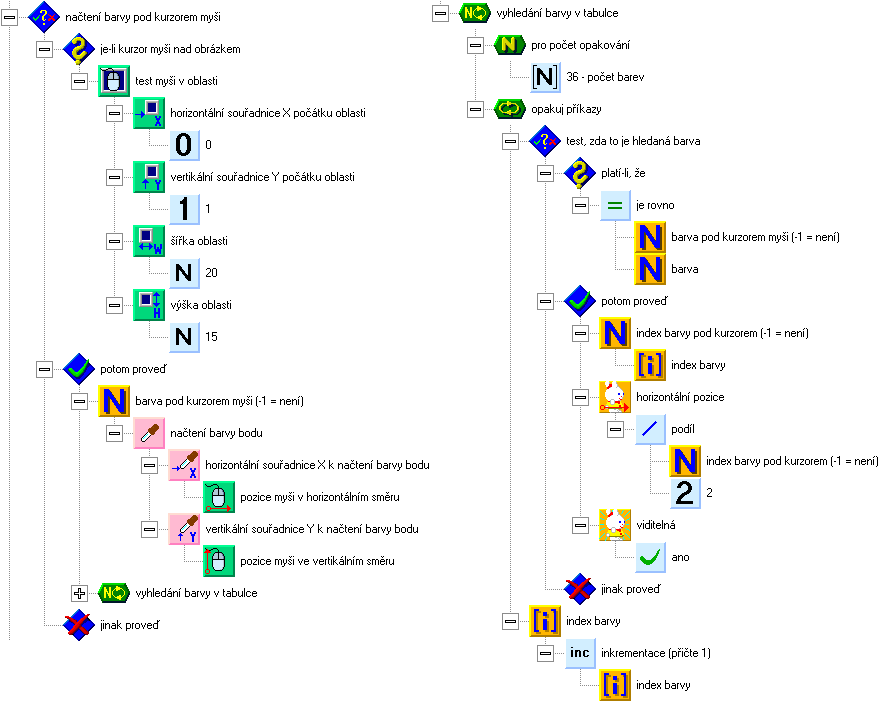 načtení barvy pod kurzorem myši
je-li kurzor myši nad obrázkem
test myši v oblasti
horizontální souřadnice X počátku oblasti
0 0
vertikální souřadnice Y počátku oblasti
1 1
šířka oblasti
N 20
výška oblasti
N 15
potom proveď
N barva pod kurzorem myši (-1 = není)
načtení barvy bodu
X horizontální souřadnice X k načtení barvy bodu
pozice myši v horizontálním směru
Y vertikální souřadnice Y k načtení barvy bodu
pozice myši ve vertikálním směru
N vyhledání barvy v tabulce
jinak proveď
N vyhledání barvy v tabulce
N pro počet opakování
[N] 36 - počet barev
opakuj příkazy
test, zda to je hledaná barva
platí-li, že
= je rovno
N barva pod kurzorem myši (-1 = není)
N barva
potom proveď
N index barvy pod kurzorem (-1 = není)
[i] index barvy
horizontální pozice
/ podíl
N index barvy pod kurzorem (-1 = není)
2 2
viditelná
ano
jinak proveď
[i] index barvy
inc inkrementace (přičte 1)
[i] index barvy